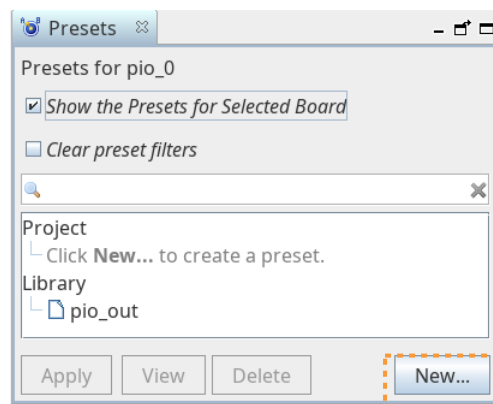 Presets
Presets for pio_0
Show the Presets for Selected Board
Clear preset filters
Project
Click New... to create a preset.
Library
pio_out
Apply View Delete New...